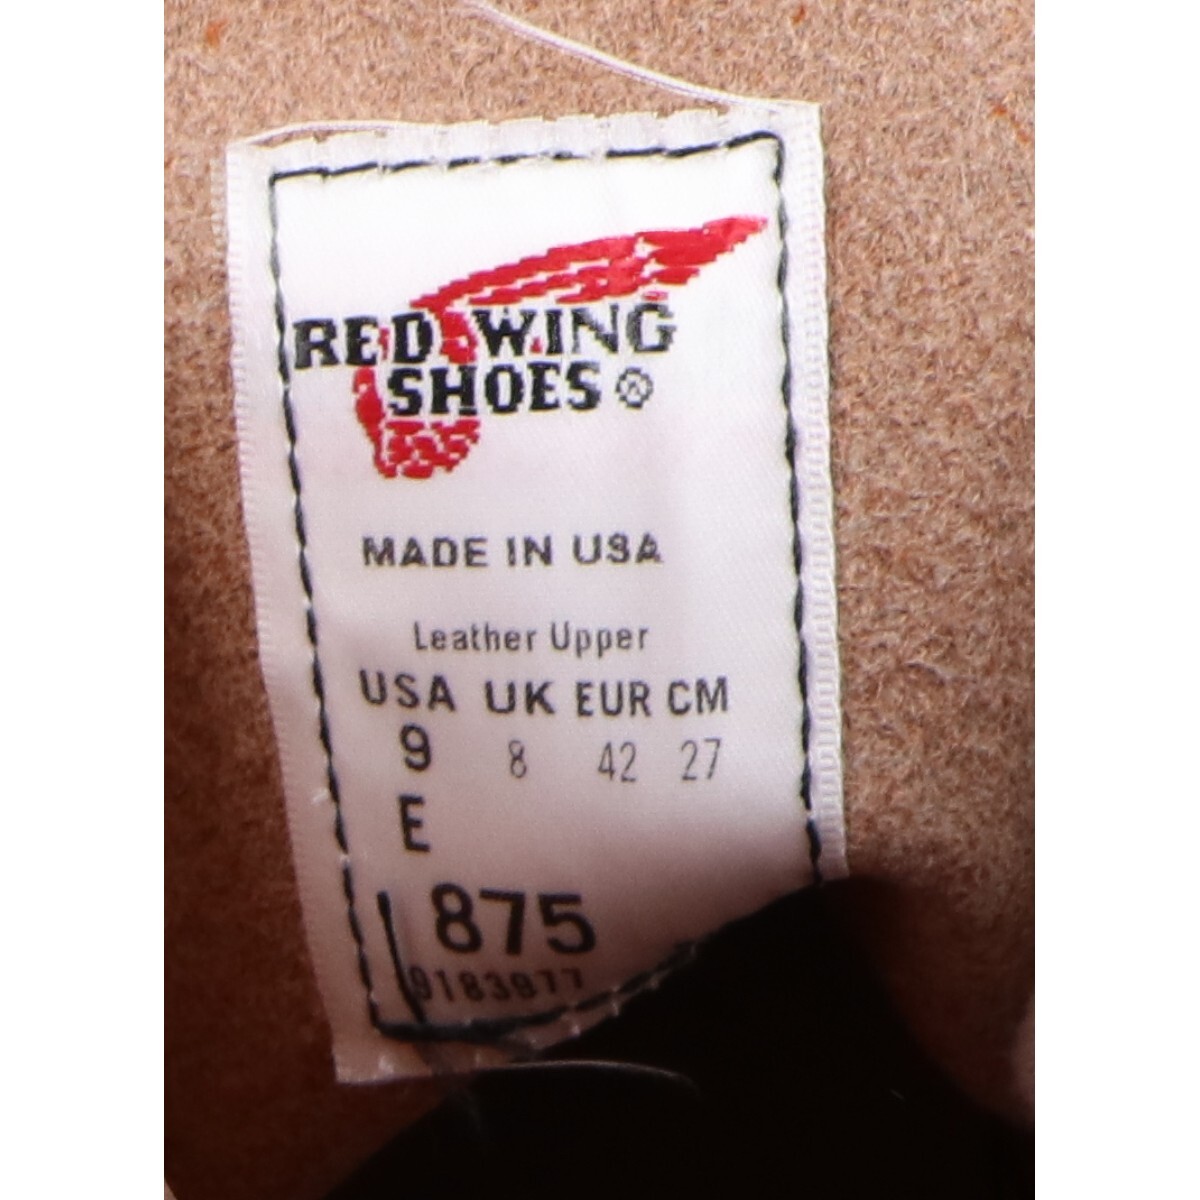 RED WING
SHOES ®
MADE IN USA
Leather Upper
USA UK EUR CM
9 8 42 27
E
875